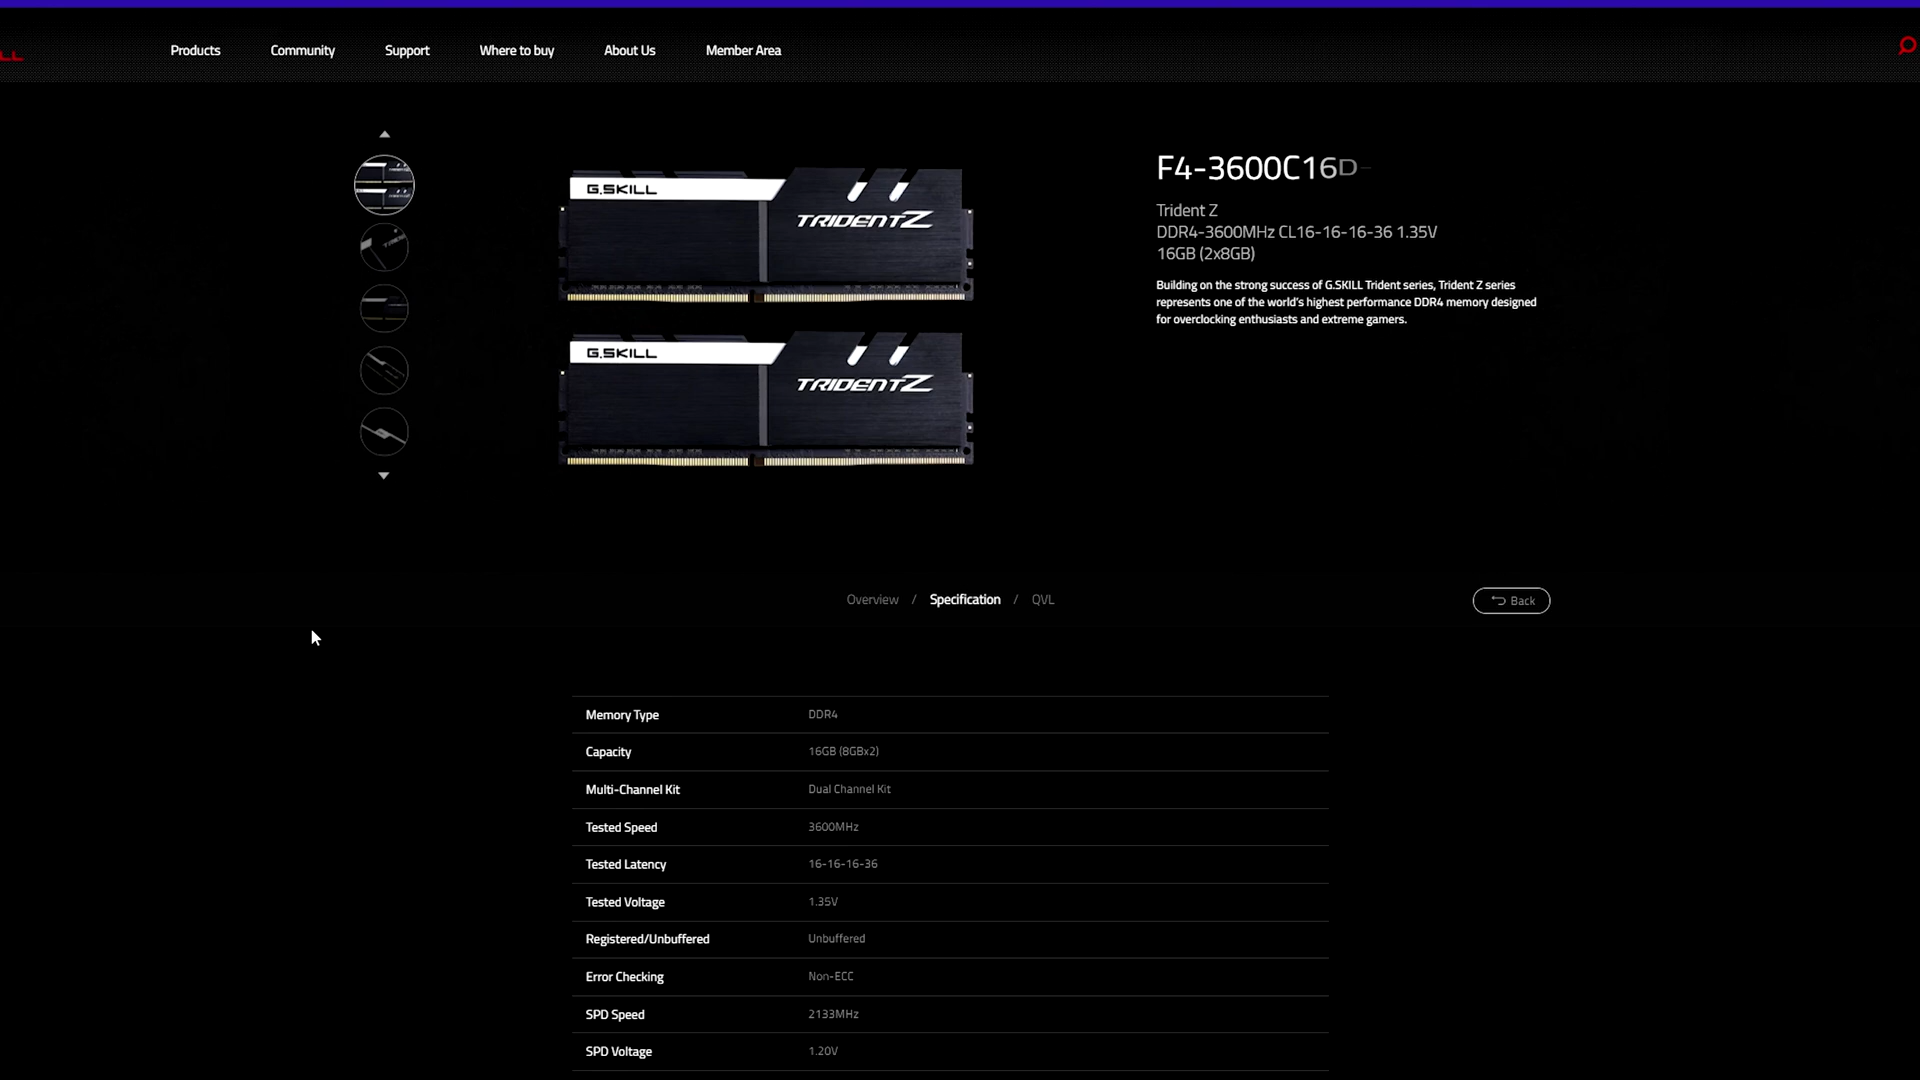 LL
Products Community Support Where to buy About Us Member Area
G.SKILL
TRIDENTZ
G.SKILL
TRIDENTZ
F4-3600C16D-
Trident Z
DDR4-3600MHz CL16-16-16-36 1.35V
16GB (2x8GB)
Building on the strong success of G.SKILL Trident series, Trident Z series
represents one of the world's highest performance DDR4 memory designed
for overclocking enthusiasts and extreme gamers.
Overview / Specification / QVL
Back
Memory Type DDR4
Capacity 16GB (8GBx2)
Multi-Channel Kit Dual Channel Kit
Tested Speed 3600MHz
Tested Latency 16-16-16-36
Tested Voltage 1.35V
Registered/Unbuffered Unbuffered
Error Checking Non-ECC
SPD Speed 2133MHz
SPD Voltage 1.20V